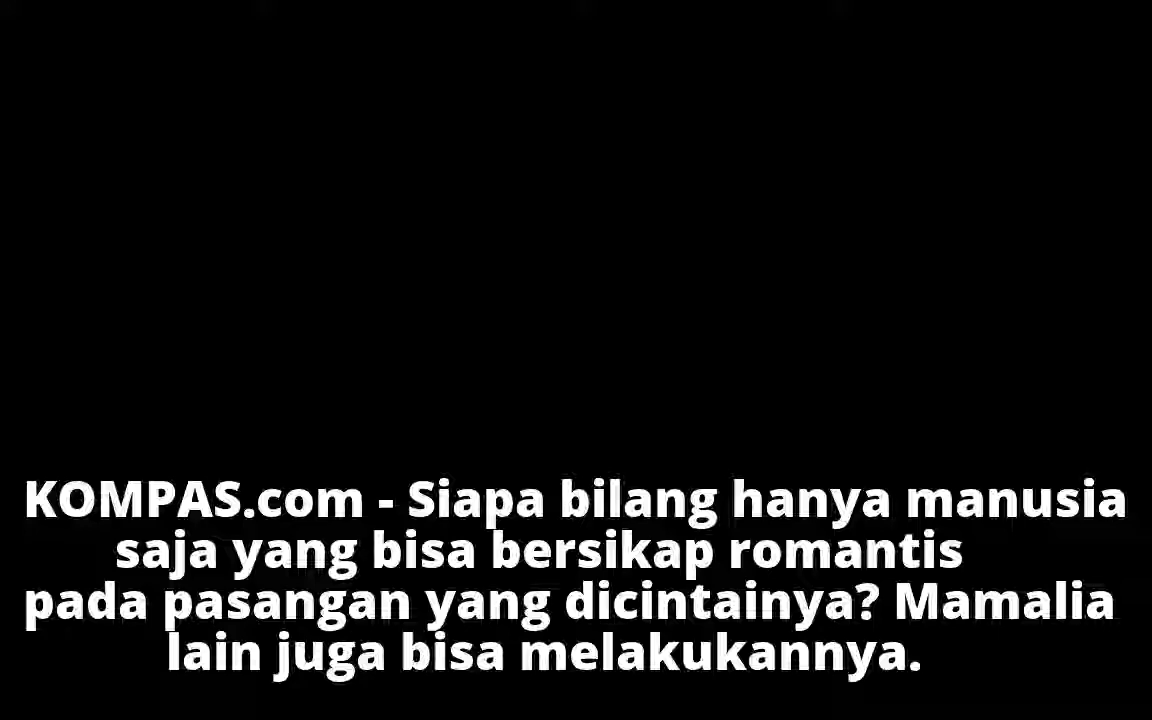 KOMPAS.com - Siapa bilang hanya manusia
saja yang bisa bersikap romantis
pada pasangan yang dicintainya? Mamalia
lain juga bisa melakukannya.